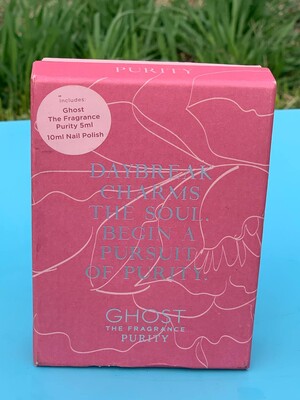 PURITY
Includes:
Ghost
The Fragrance
Purity 5ml
10ml Nail Polish
DAYBREAK
CHARMS
THE SOUL.
BEGIN A
PURSUIT
OF PURITY.
GHOST
THE FRAGRANCE
PURITY